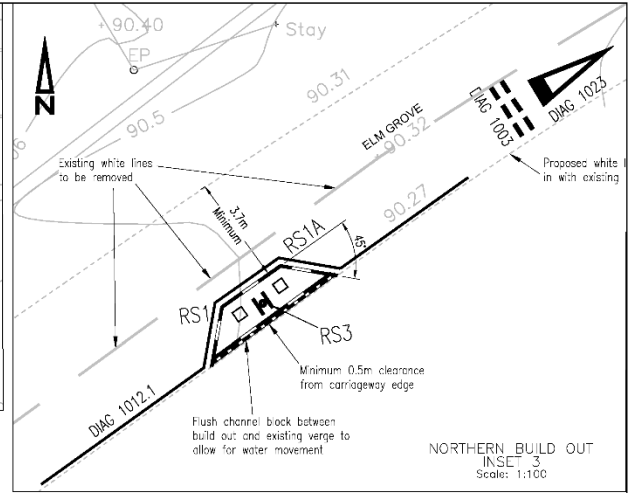 90.40
Stay
EP
N
90.31
90.5
06
ELM GROVE
90.32
DIAG 1003
DIAG 1023
Existing white lines
to be removed
Proposed white l
in with existing
90.27
3.7m
Minimum
RS1A
45°
RS1
RS3
Minimum 0.5m clearance
from carriageway edge
DIAG 1012.1
Flush channel block between
build out and existing verge to
allow for water movement
NORTHERN BUILD OUT
INSET 3
Scale: 1:100